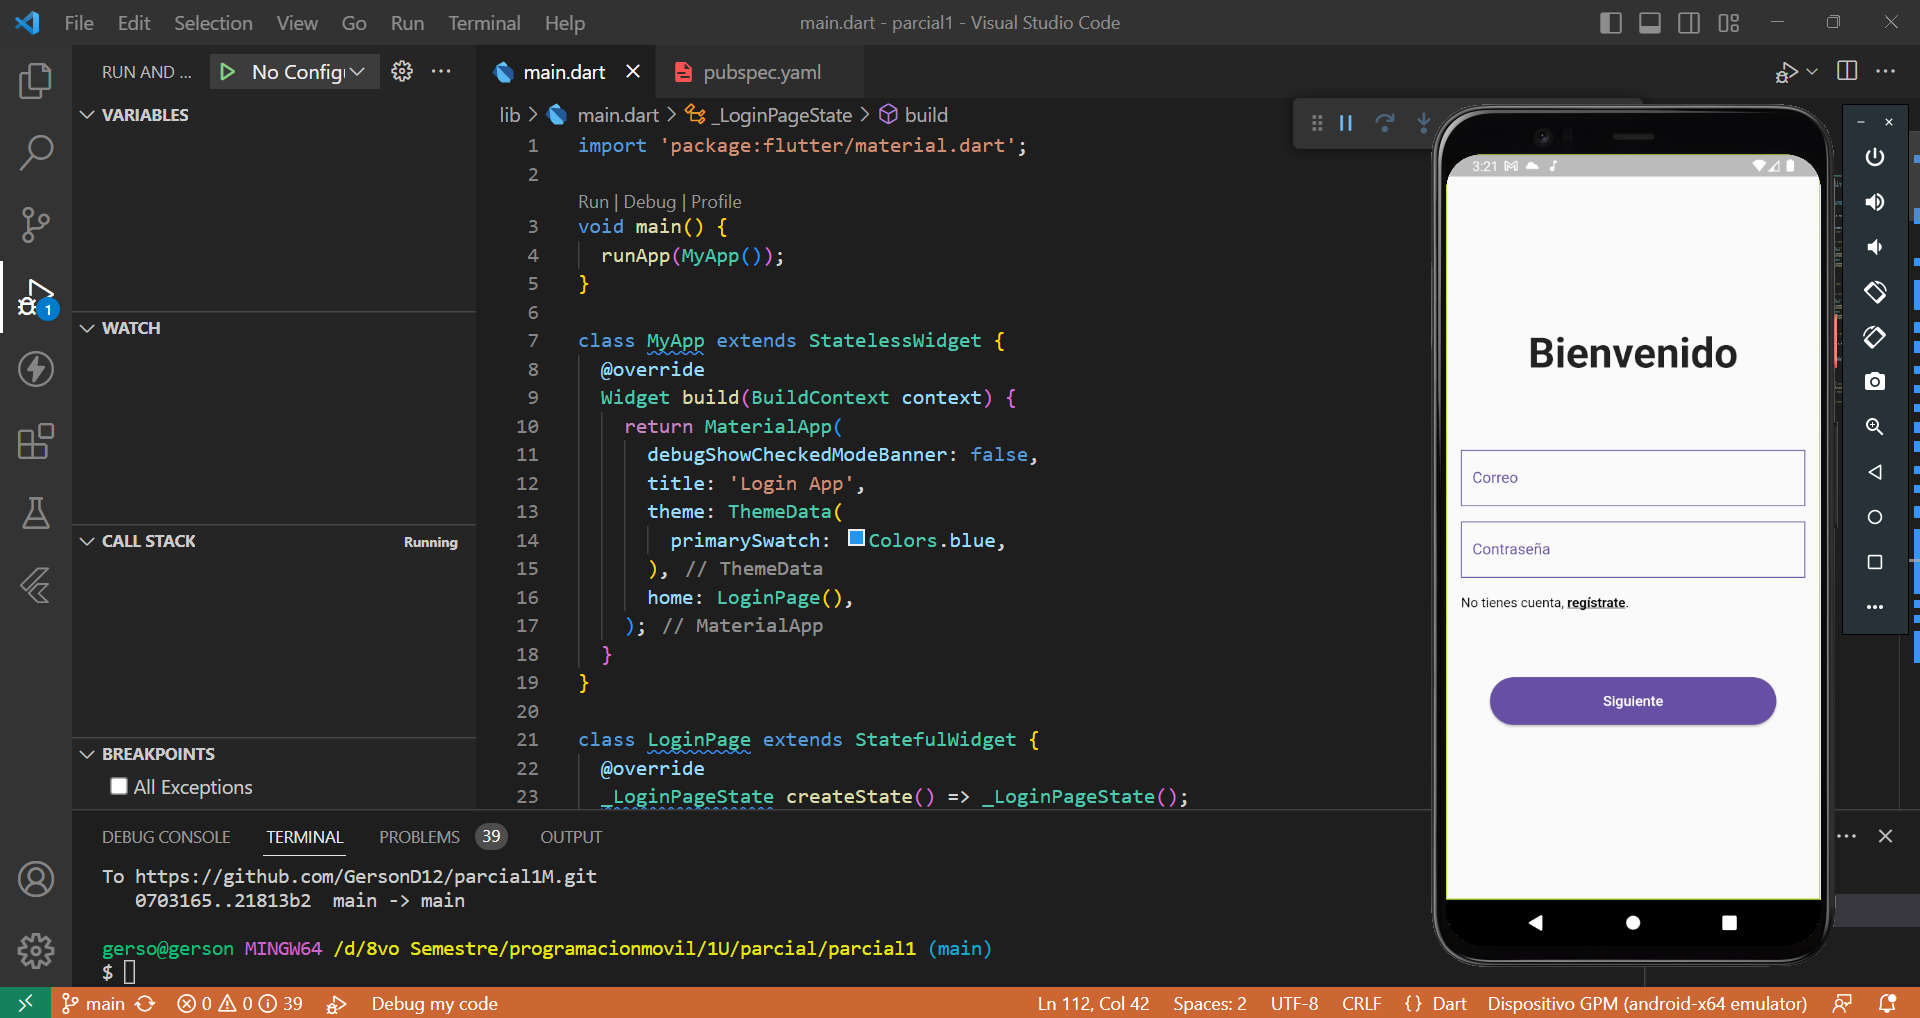 File Edit Selection View Go Run Terminal Help
main.dart - parcial1 - Visual Studio Code
RUN AND ...
No Config
main.dart
pubspec.yaml
VARIABLES
WATCH
CALL STACK
Running
BREAKPOINTS
All Exceptions
1
lib > main.dart > _LoginPageState > build
1 import 'package:flutter/material.dart';
2
Run | Debug | Profile
3 void main() {
4 runApp(MyApp());
5 }
6
7 class MyApp extends StatelessWidget {
8 @override
9 Widget build(BuildContext context) {
10 return MaterialApp(
11 debugShowCheckedModeBanner: false,
12 title: 'Login App',
13 theme: ThemeData(
14 primarySwatch: Colors.blue,
15 ), // ThemeData
16 home: LoginPage(),
17 ); // MaterialApp
18 }
19 }
20
21 class LoginPage extends StatefulWidget {
22 @override
23 _LoginPageState createState() => _LoginPageState();
3:21
Bienvenido
Correo
Contraseña
No tienes cuenta, regístrate.
Siguiente
DEBUG CONSOLE TERMINAL PROBLEMS 39 OUTPUT
To https://github.com/GersonD12/parcial1M.git
0703165..21813b2 main -> main
gerso@gerson MINGW64 /d/8vo Semestre/programacionmovil/1U/parcial/parcial1 (main)
$
main 0 0 39 Debug my code
Ln 112, Col 42 Spaces: 2 UTF-8 CRLF {} Dart Dispositivo GPM (android-x64 emulator)